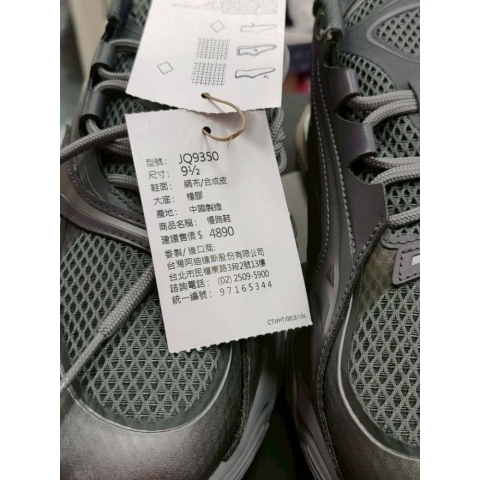 型號： JQ9350
尺寸： 9½
鞋面： 網布/合成皮
大底： 橡膠
產地： 中國製造
商品名稱： 慢跑鞋
建議售價$ 4890
委製/進口商：
台灣阿迪達斯股份有限公司
台北市民權東路3段2號13樓
諮詢電話： (02) 2509-5900
統一編號： 97165344